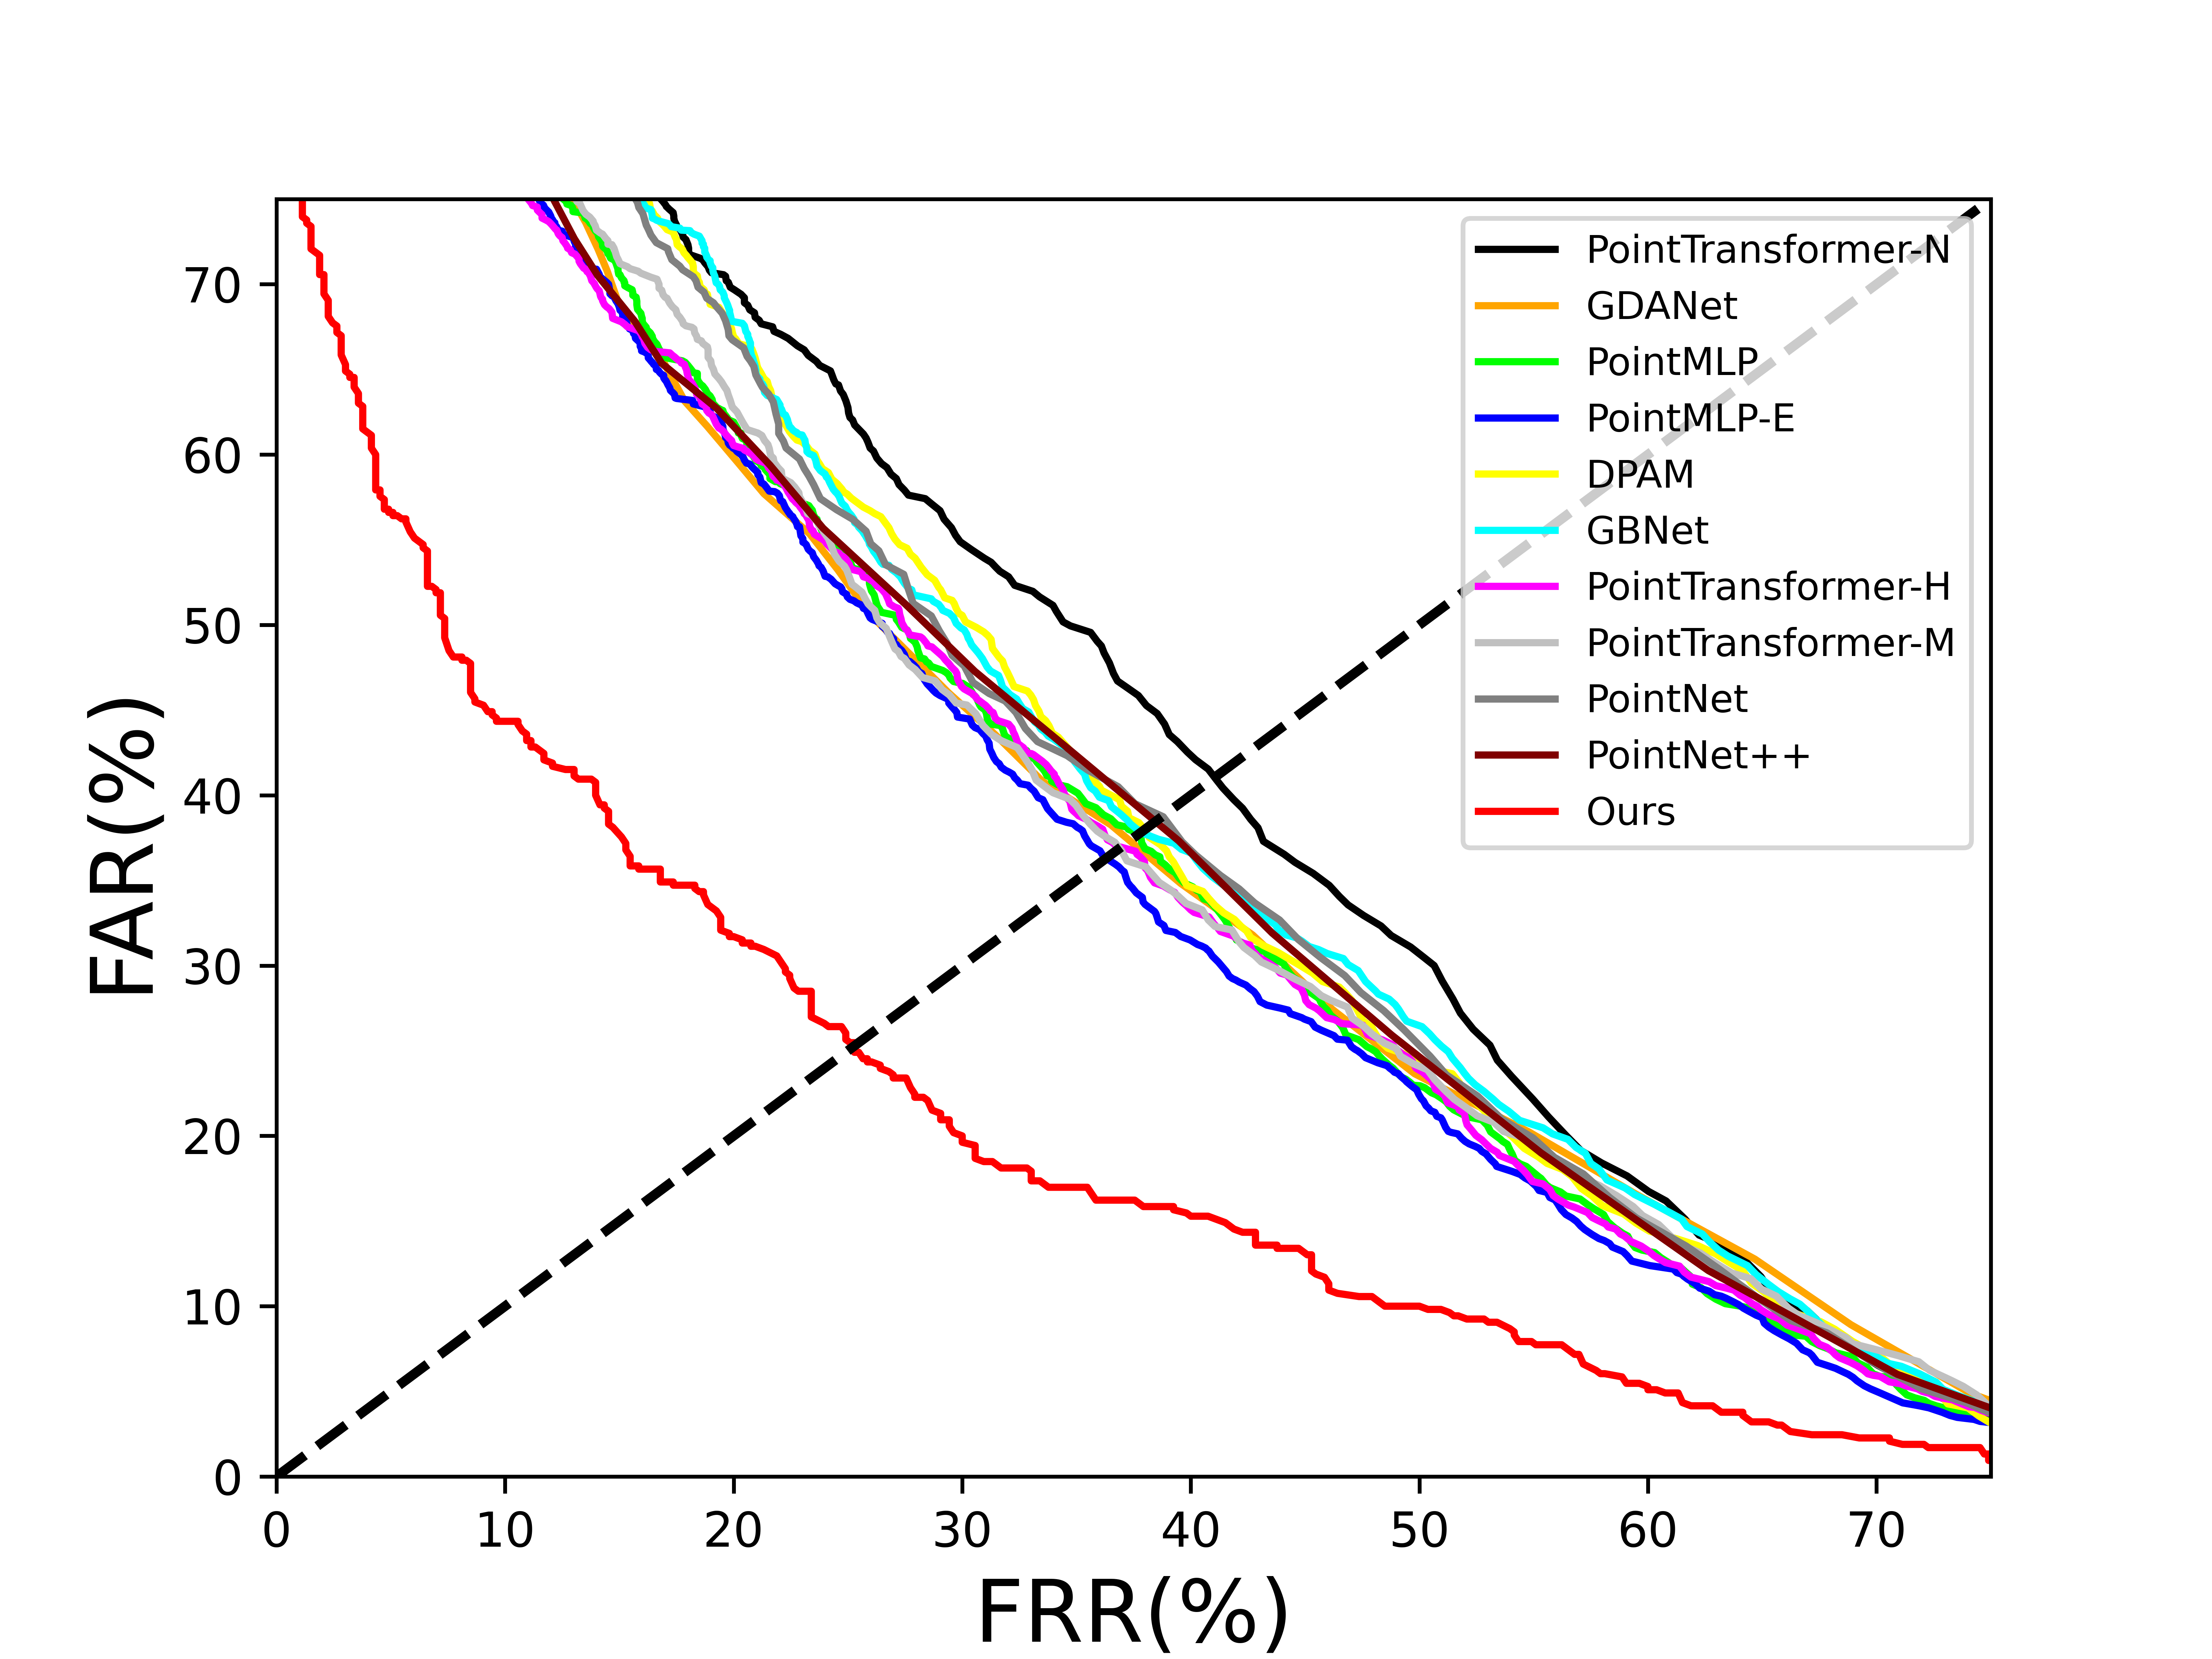 PointTransformer-N
GDANet
PointMLP
PointMLP-E
DPAM
GBNet
PointTransformer-H
PointTransformer-M
PointNet
PointNet++
Ours
FAR(%)
70
60
50
40
30
20
10
0
0 10 20 30 40 50 60 70
FRR(%)